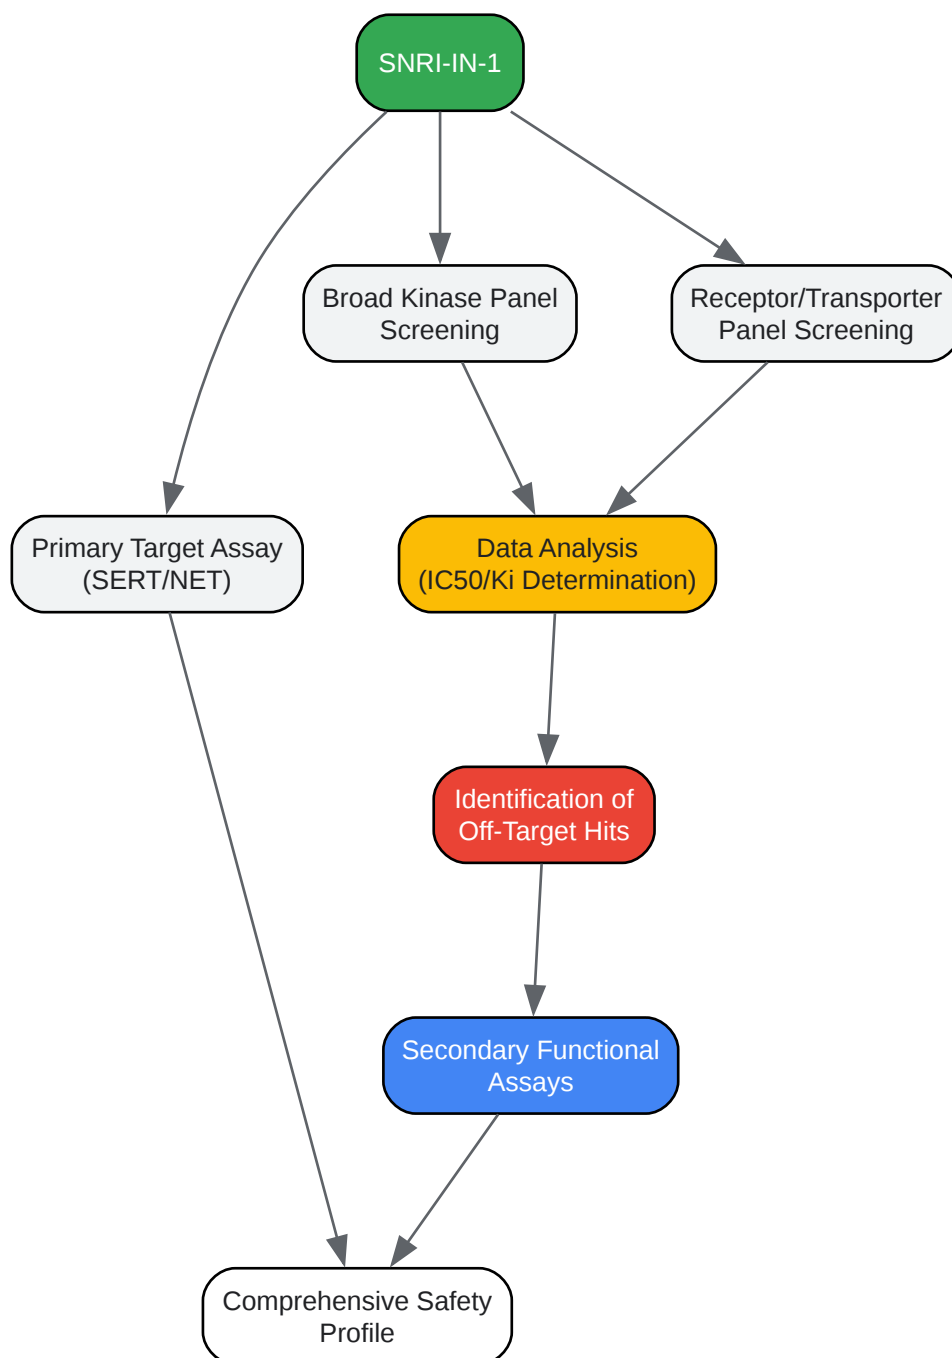 SNRI-IN-1
Broad Kinase Panel
Screening
Receptor/Transporter
Panel Screening
Primary Target Assay
(SERT/NET)
Data Analysis
(IC50/Ki Determination)
Identification of
Off-Target Hits
Secondary Functional
Assays
Comprehensive Safety
Profile